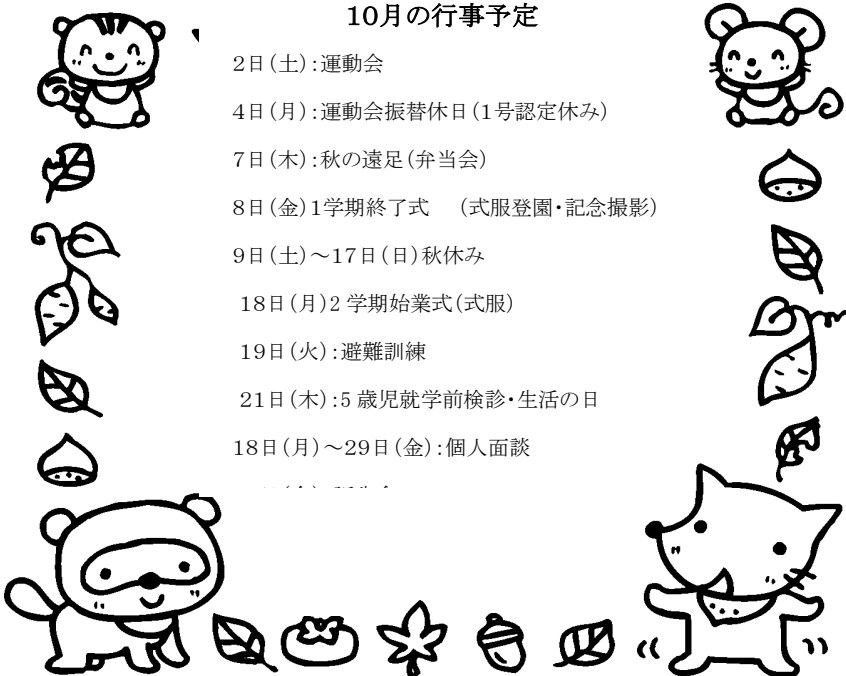 10月の行事予定
2日(土):運動会
4日(月):運動会振替休日(1号認定休み)
7日(木):秋の遠足(弁当会)
8日(金)1学期終了式　(式服登園・記念撮影)
9日(土)～17日(日)秋休み
18日(月)2 学期始業式(式服)
19日(火):避難訓練
21日(木):5 歳児就学前検診・生活の日
18日(月)～29日(金):個人面談